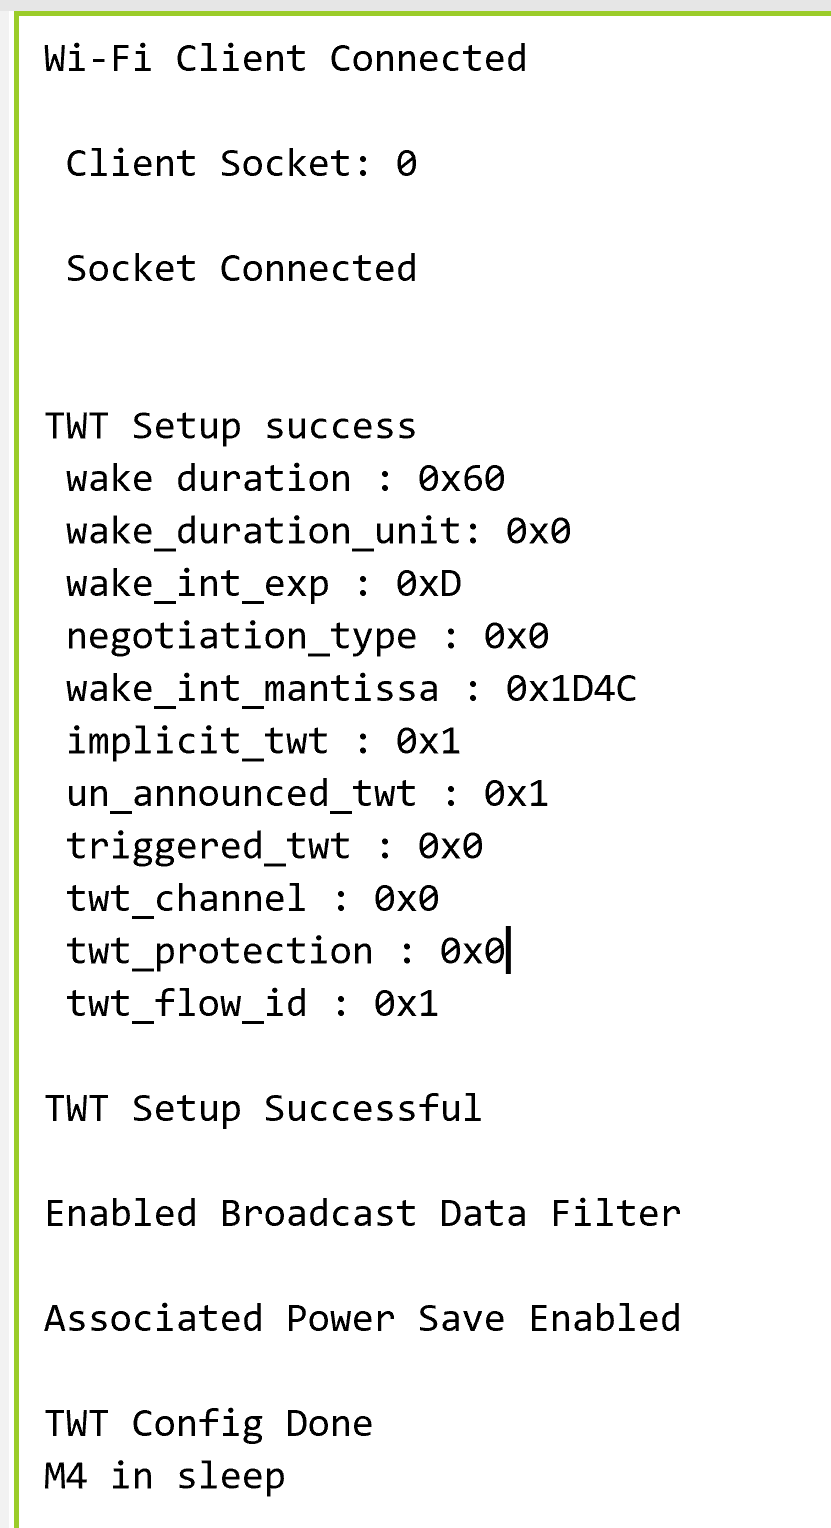 Wi-Fi Client Connected
Client Socket: 0
Socket Connected
TWT Setup success
wake duration : 0x60
wake_duration_unit: 0x0
wake_int_exp : 0xD
negotiation_type : 0x0
wake_int_mantissa : 0x1D4C
implicit_twt : 0x1
un_announced_twt : 0x1
triggered_twt : 0x0
twt_channel : 0x0
twt_protection : 0x0
twt_flow_id : 0x1
TWT Setup Successful
Enabled Broadcast Data Filter
Associated Power Save Enabled
TWT Config Done
M4 in sleep